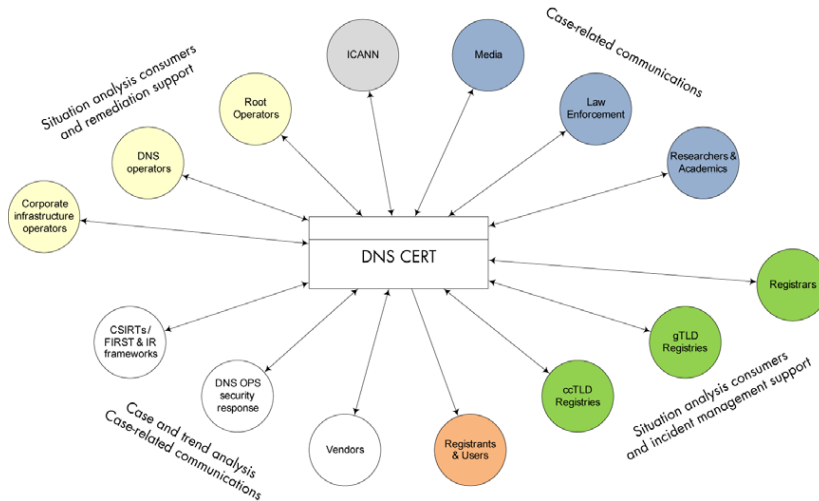 ICANN
Media
Case-related communications
Situation analysis consumers
and remediation support
Root
Operators
Law
Enforcement
DNS
operators
Researchers &
Academics
Corporate
infrastructure
operators
DNS CERT
Registrars
CSIRTs /
FIRST & IR
frameworks
gTLD
Registries
DNS OPS
security
response
ccTLD
Registries
Situation analysis consumers
and incident management support
Case and trend analysis
Case-related communications
Vendors
Registrants
& Users